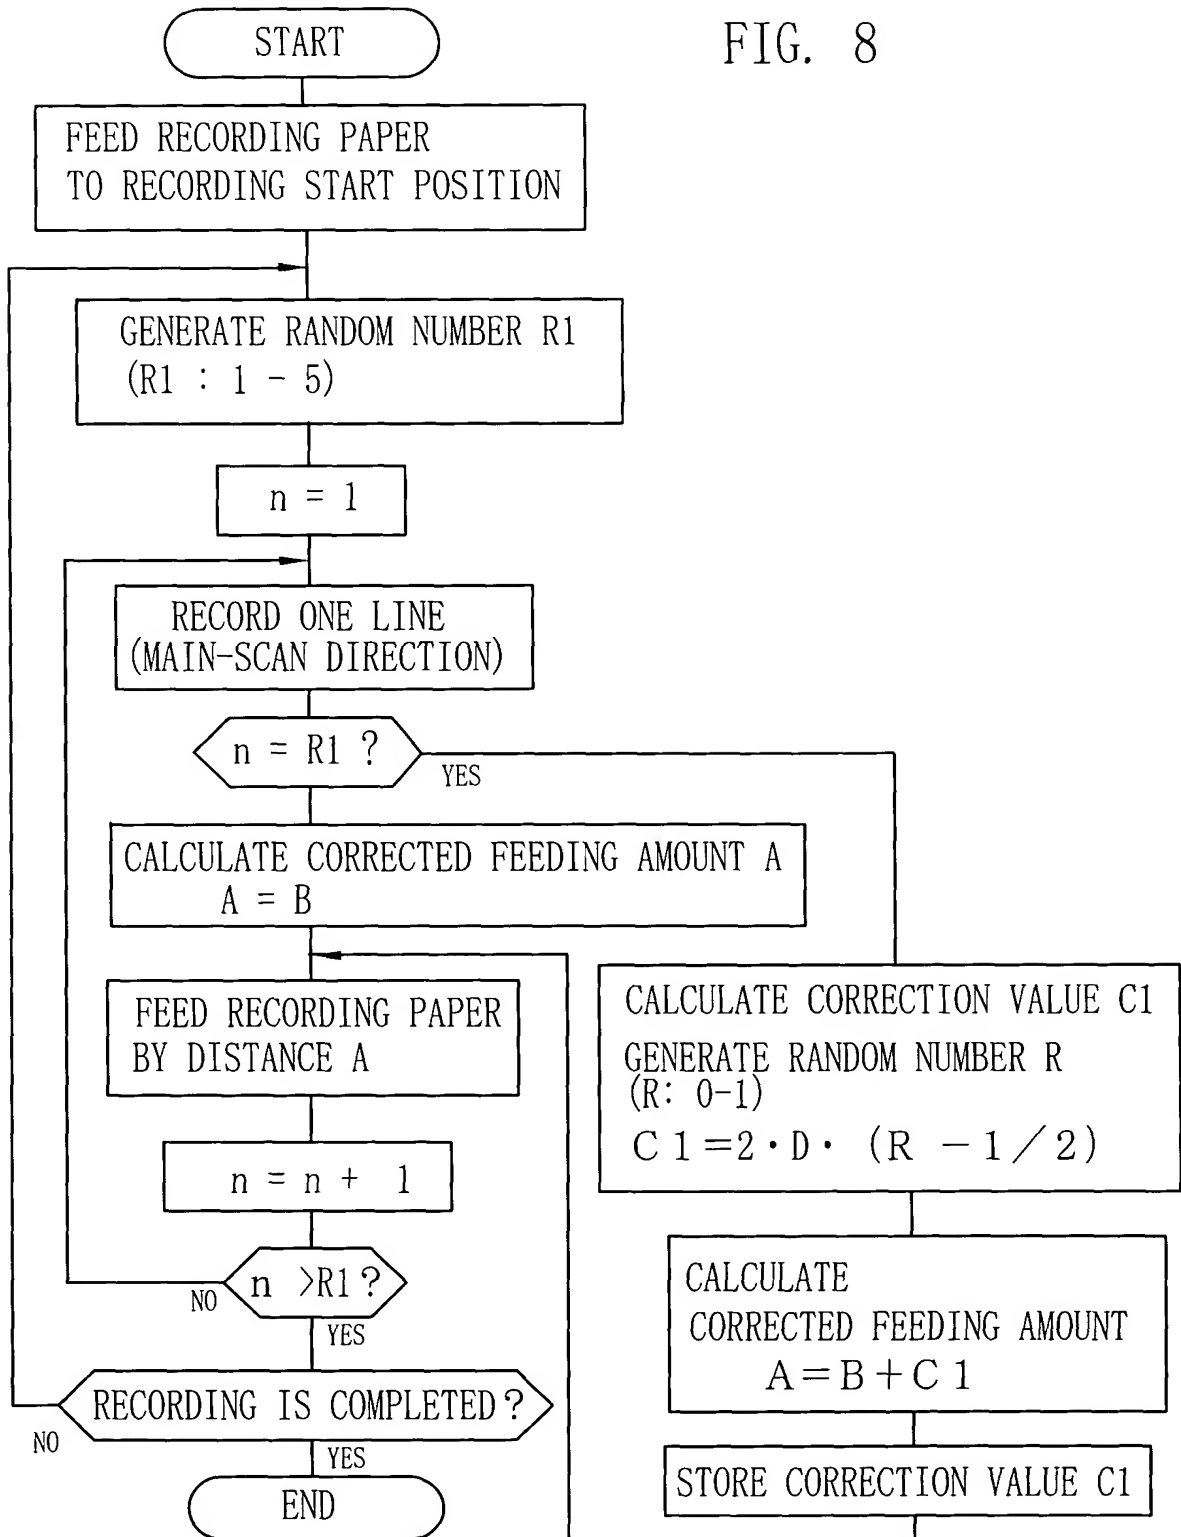 FIG. 8
START
FEED RECORDING PAPER
TO RECORDING START POSITION
GENERATE RANDOM NUMBER R1
(R1 : 1 - 5)
n = 1
RECORD ONE LINE
(MAIN-SCAN DIRECTION)
n = R1 ?
YES
CALCULATE CORRECTED FEEDING AMOUNT A
A = B
FEED RECORDING PAPER
BY DISTANCE A
n = n + 1
n >R1?
NO
YES
RECORDING IS COMPLETED?
NO
YES
END
CALCULATE CORRECTION VALUE C1
GENERATE RANDOM NUMBER R
(R: 0-1)
C1=2・D・ (R -1/2)
CALCULATE
CORRECTED FEEDING AMOUNT
A=B+C1
STORE CORRECTION VALUE C1